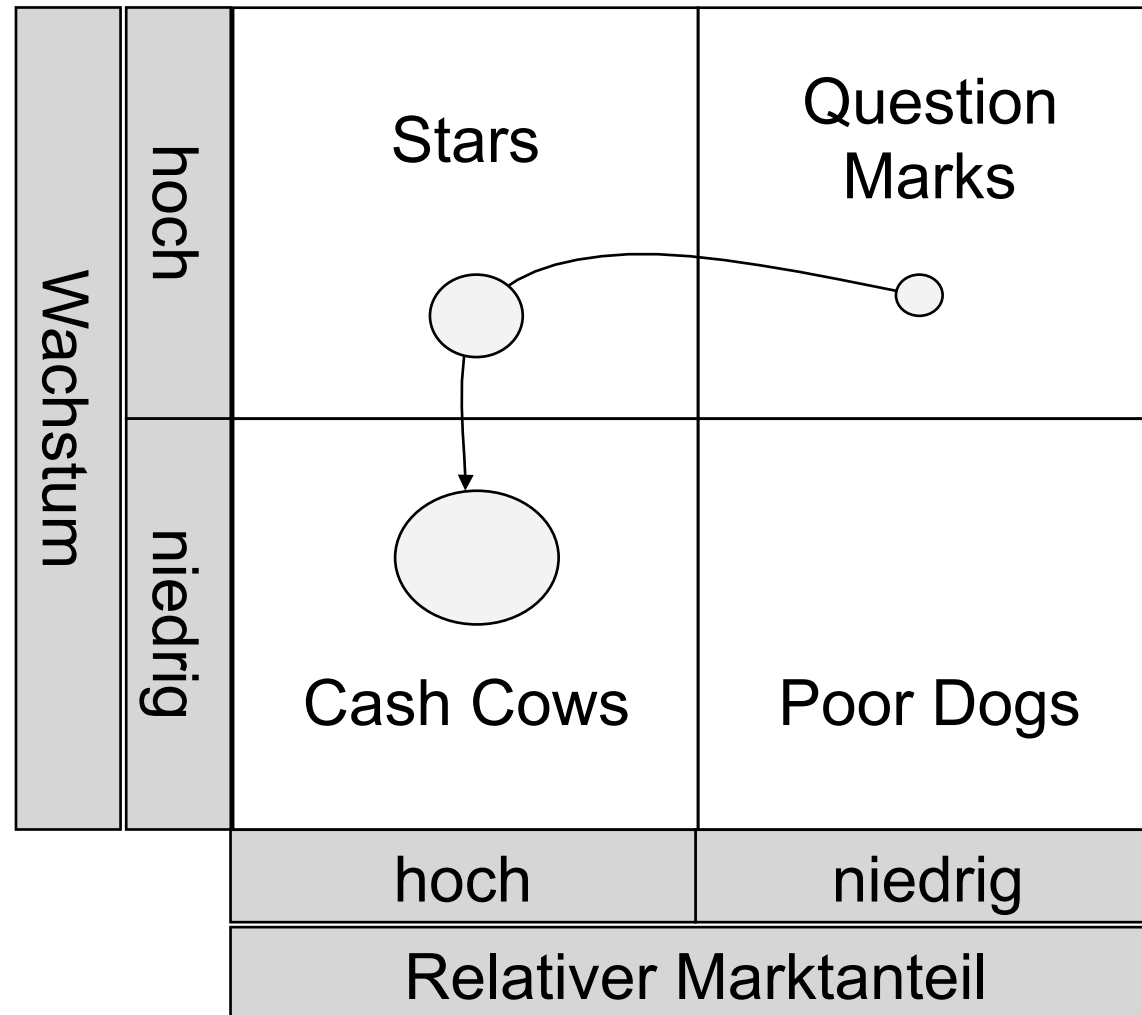 Wachstum
hoch
niedrig
Stars
Question
Marks
Cash Cows
Poor Dogs
hoch
niedrig
Relativer Marktanteil